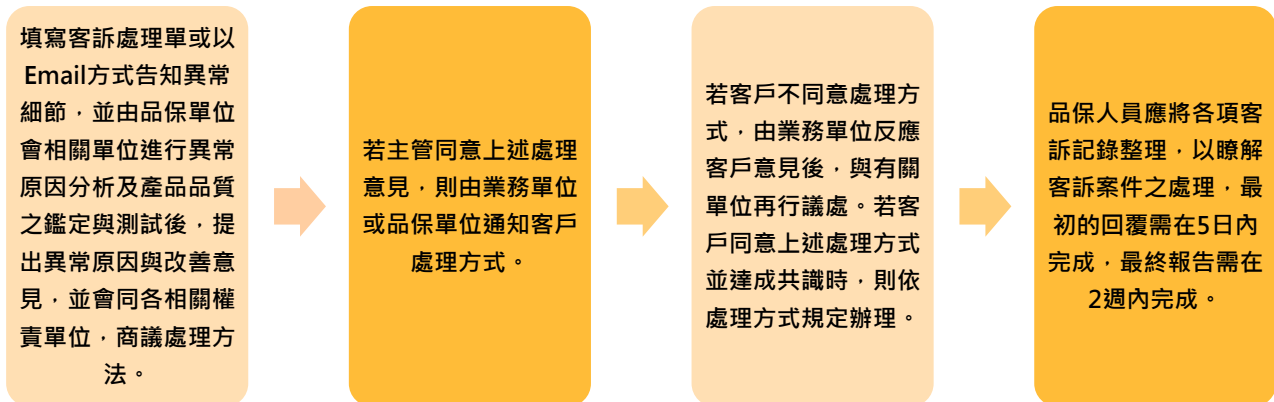 填寫客訴處理單或以
Email方式告知異常
細節，並由品保單位
會相關單位進行異常
原因分析及產品品質
之鑑定與測試後，提
出異常原因與改善意
見，並會同各相關權
責單位，商議處理方
法。
若主管同意上述處理
意見，則由業務單位
或品保單位通知客戶
處理方式。
若客戶不同意處理方
式，由業務單位反應
客戶意見後，與有關
單位再行議處。若客
戶同意上述處理方式
並達成共識時，則依
處理方式規定辦理。
品保人員應將各項客
訴記錄整理，以瞭解
客訴案件之處理，最
初的回覆需在5日內
完成，最終報告需在
2週內完成。